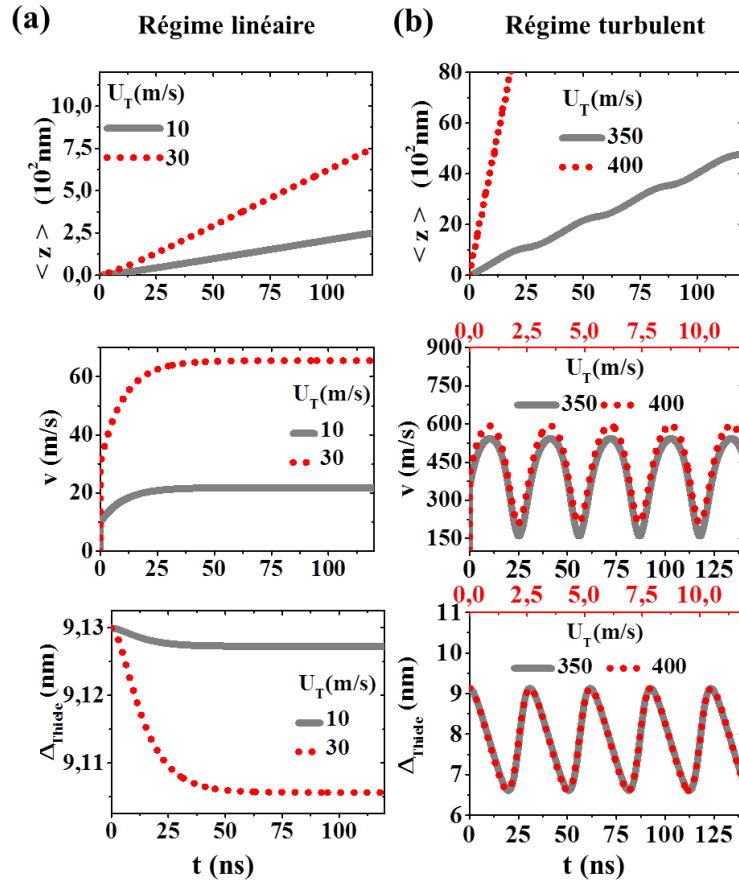 (a) Régime linéaire
(b) Régime turbulent
< z > (10²nm)
10,0
7,5
5,0
2,5
0,0
U_T(m/s)
10
30
0 25 50 75 100
< z > (10²nm)
80
60
40
20
0
U_T(m/s)
350
400
0 25 50 75 100
v (m/s)
60
40
20
0
U_T(m/s)
10
30
0 25 50 75 100
0,0 2,5 5,0 7,5 10,0
v (m/s)
900
750
600
450
300
150
U_T(m/s)
350 400
0 25 50 75 100 125
Δ_Thiele (nm)
9,13
9,12
9,11
U_T(m/s)
10
30
0 25 50 75 100
t (ns)
0,0 2,5 5,0 7,5 10,0
Δ_Thiele (nm)
11
10
9
8
7
6
U_T(m/s)
350 400
0 25 50 75 100 125
t (ns)